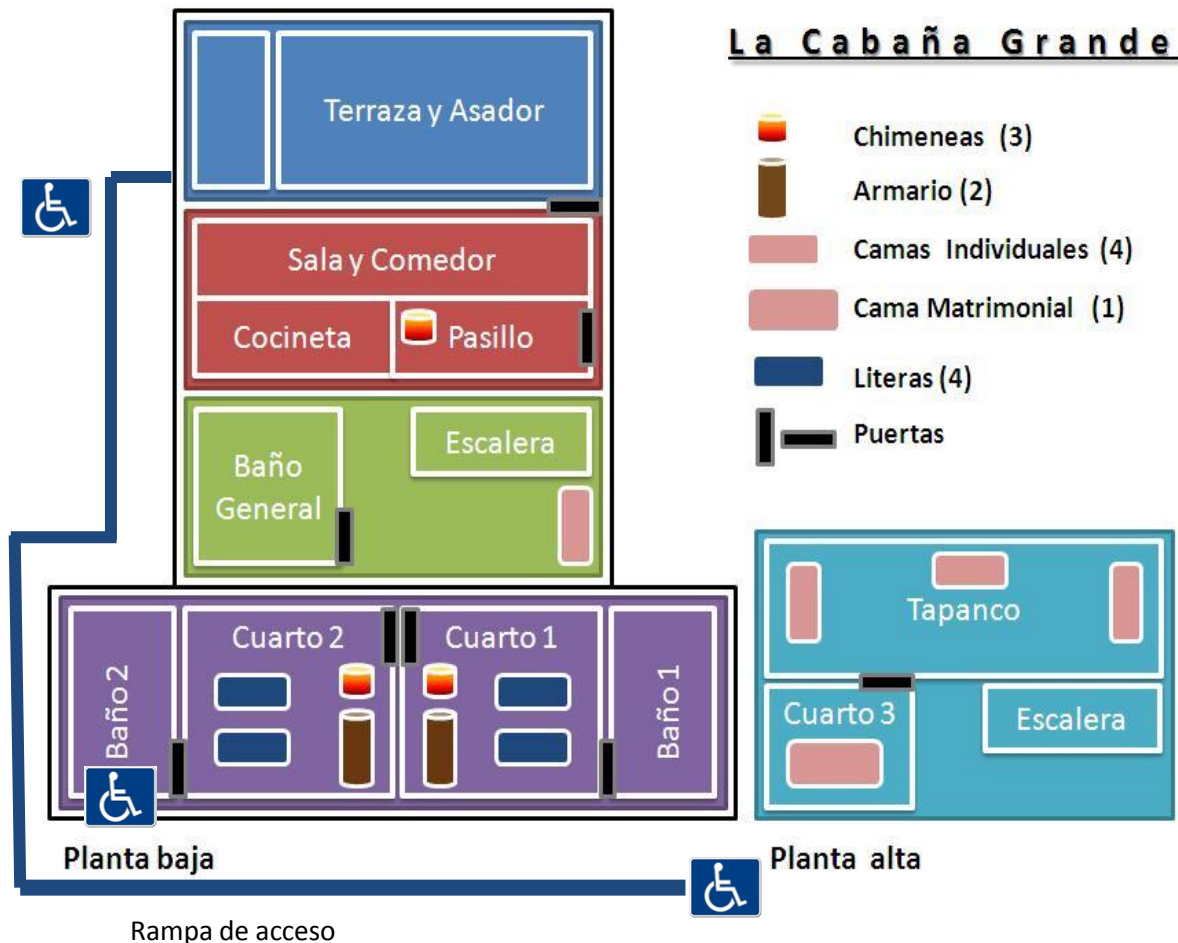 La Cabaña Grande
Chimeneas (3)
Armario (2)
Camas Individuales (4)
Cama Matrimonial (1)
Literas (4)
Puertas
Terraza y Asador
Sala y Comedor
Cocineta
Pasillo
Baño
General
Escalera
Baño 2
Cuarto 2
Cuarto 1
Baño 1
Planta baja
Tapanco
Cuarto 3
Escalera
Planta alta
Rampa de acceso